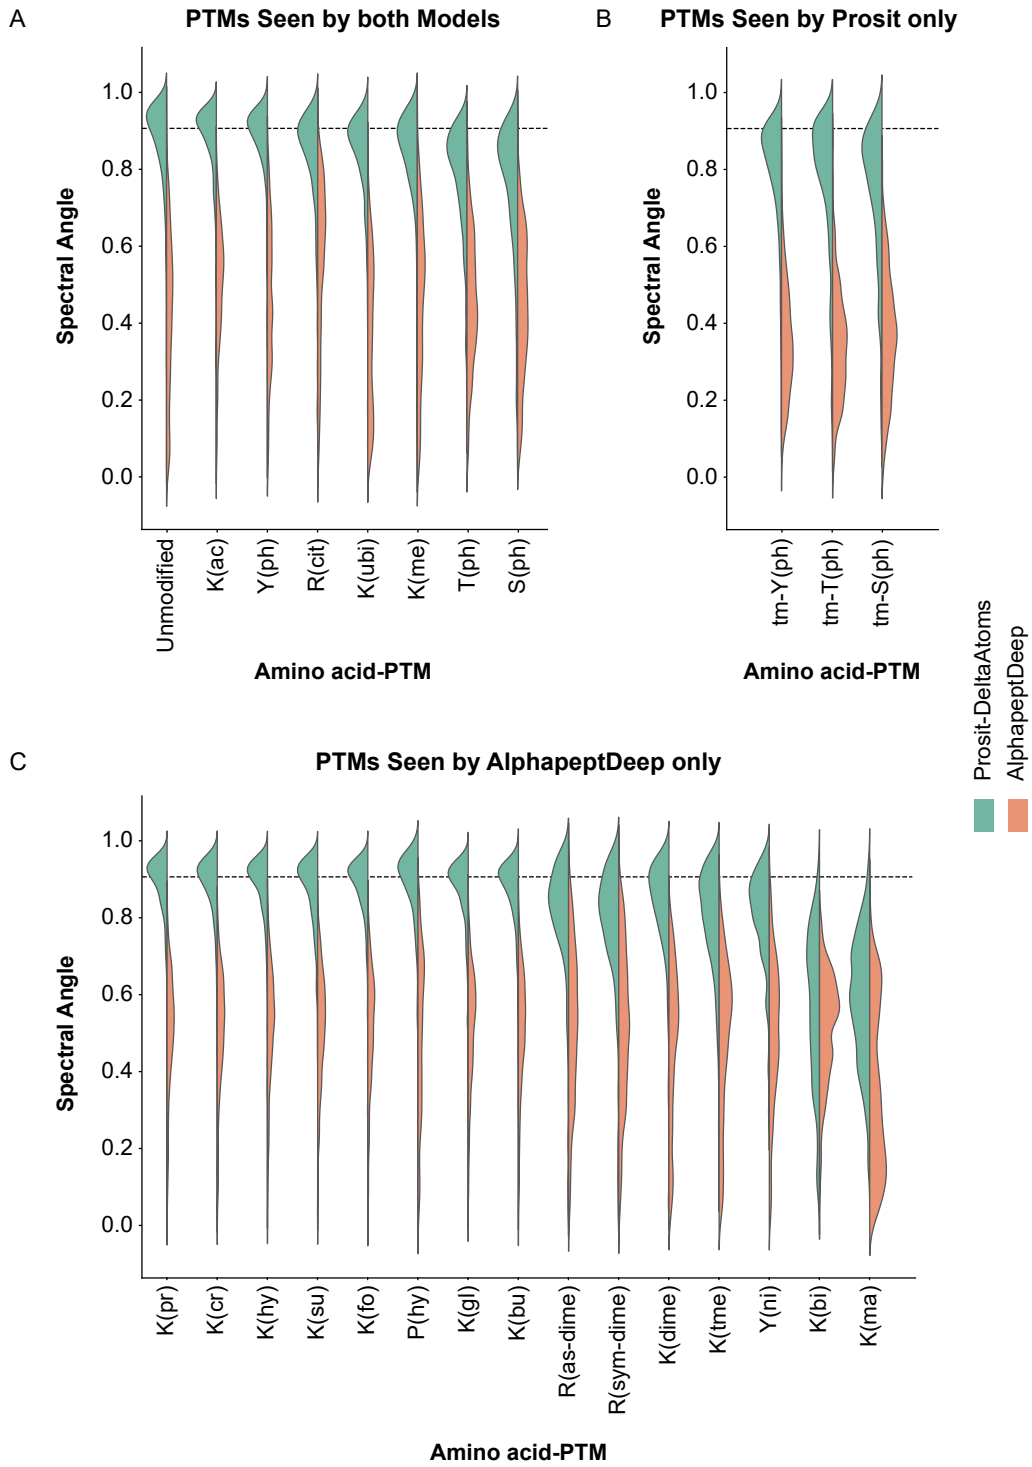 A
PTMs Seen by both Models
1.0
0.8
0.6
0.4
0.2
0.0
Spectral Angle
Unmodified
K(ac)
Y(ph)
R(cit)
K(ubi)
K(me)
T(ph)
S(ph)
Amino acid-PTM
B
PTMs Seen by Prosit only
1.0
0.8
0.6
0.4
0.2
0.0
Spectral Angle
tm-Y(ph)
tm-T(ph)
tm-S(ph)
Amino acid-PTM
Prosit-DeltaAtoms
AlphapeptDeep
C
PTMs Seen by AlphapeptDeep only
1.0
0.8
0.6
0.4
0.2
0.0
Spectral Angle
K(pr)
K(cr)
K(hy)
K(su)
K(fo)
P(hy)
K(gl)
K(bu)
R(as-dime)
R(sym-dime)
K(dime)
K(tme)
Y(ni)
K(bi)
K(ma)
Amino acid-PTM